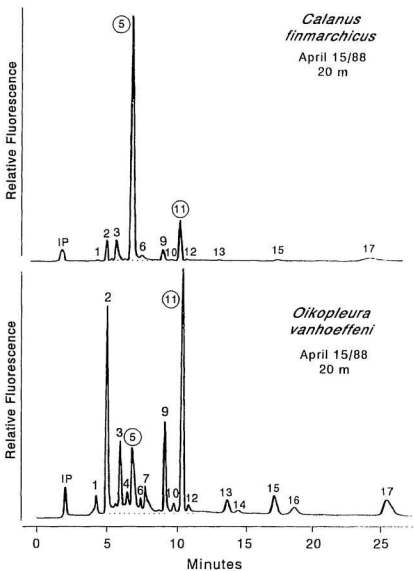 Calanus
finmarchicus
April 15/88
20 m
Relative Fluorescence
IP
1
2
3
5
6
9
10
11
12
13
15
17
Oikopleura
vanhoeffeni
April 15/88
20 m
Relative Fluorescence
IP
1
2
3
4
5
6
7
9
10
11
12
13
14
15
16
17
0 5 10 15 20 25
Minutes